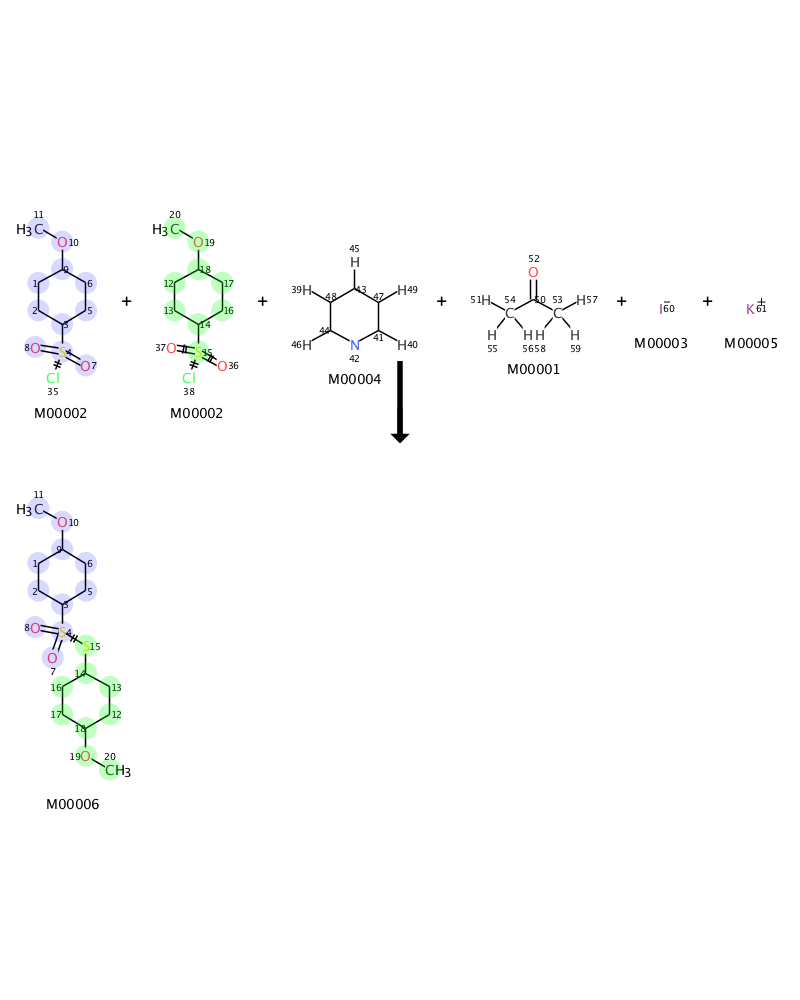 11 20
H3C O10 H3C O19
9 18
1 6 12 17
2 5 13 16
3 14
8O S4 O7 37O S15 O36
Cl Cl
35 38
M00002 + M00002 +
45
H
39H 48 43 47 H49
46H 44 N 41 H40
42
M00004
+
52
O
51H 54 50 53 H57
C C
H H H H
55 56 58 59
M00001
+
I− 60
M00003
+
K+ 61
M00005
11
H3C O10
9
1 6
2 5
3
8O S4 S15
O
7
14
16 13
17 12
18
19O 20
CH3
M00006